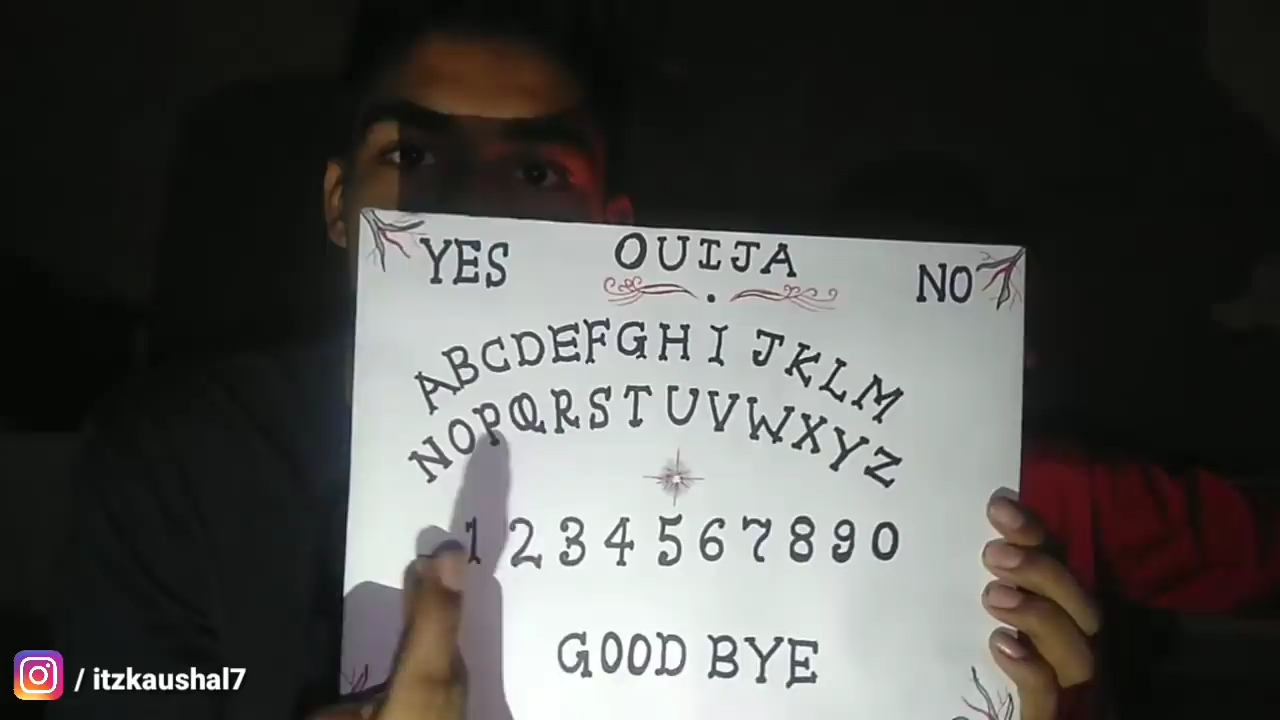 YES OUIJA NO
ABCDEFGHIJKLM
NOPQRSTUVWXYZ
1234567890
GOOD BYE
/ itzkaushal7